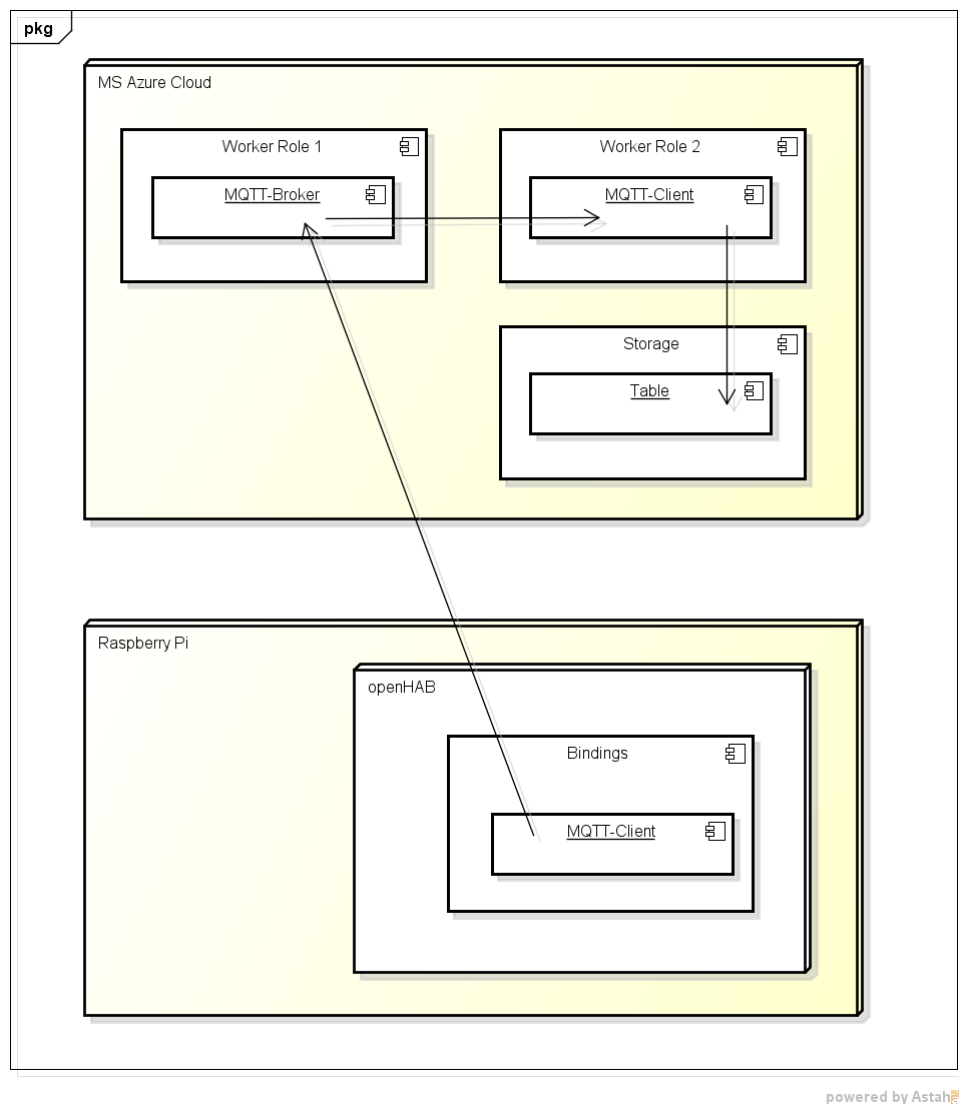 pkg
MS Azure Cloud
Worker Role 1
Worker Role 2
MQTT-Broker
MQTT-Client
Storage
Table
Raspberry Pi
openHAB
Bindings
MQTT-Client
powered by Astah